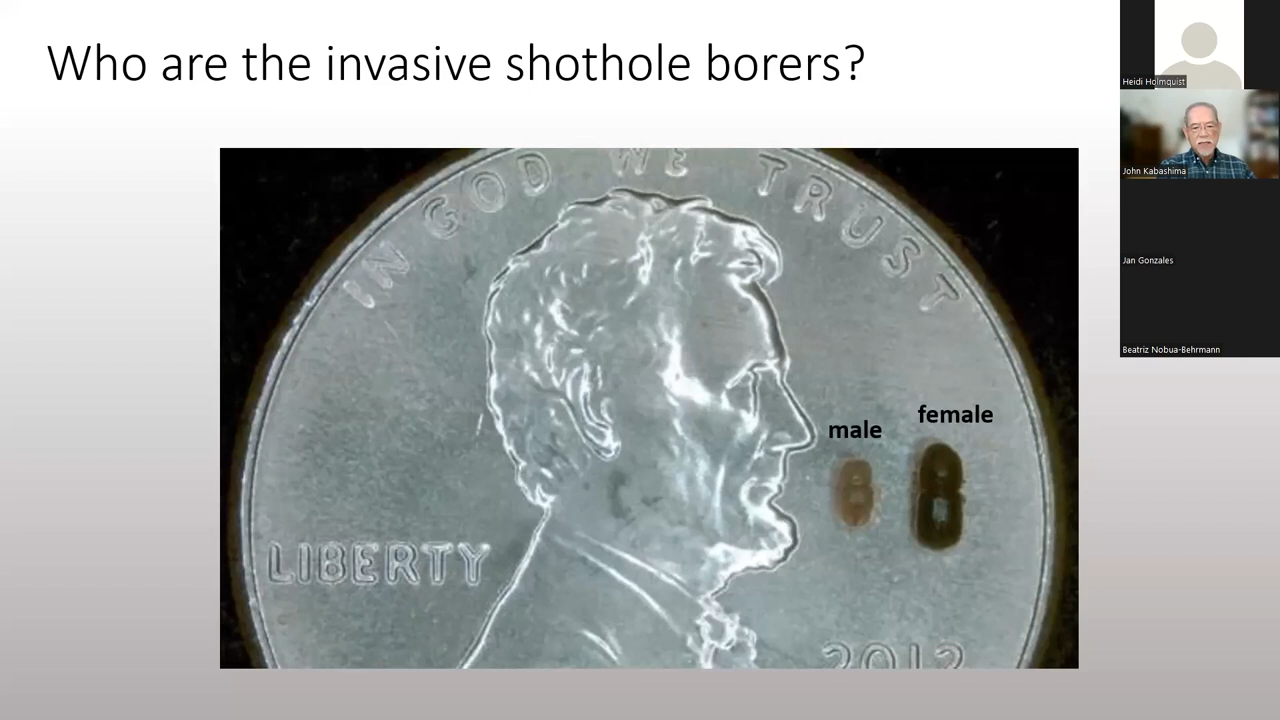 Who are the invasive shothole borers?
IN GOD WE TRUST
male
female
LIBERTY
2012
Heidi Holmquist
John Kabashima
Jan Gonzales
Beatriz Nobua-Behrmann